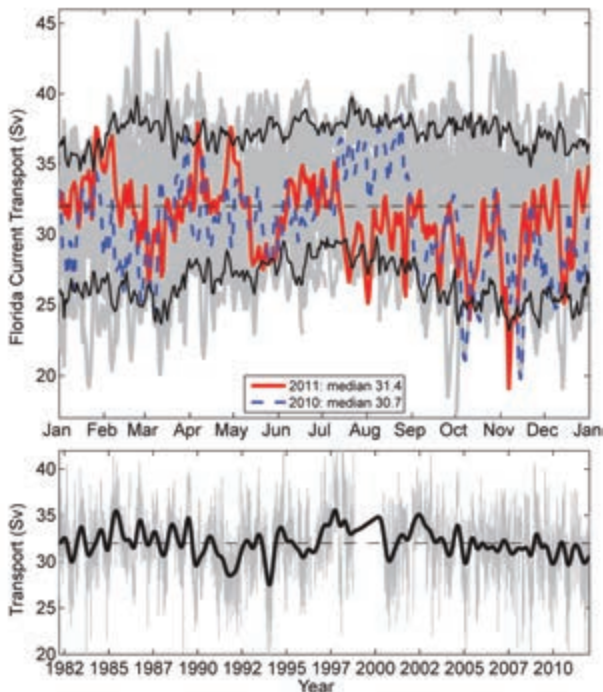 45
40
35
30
25
20
Florida Current Transport (Sv)
2011: median 31.4
2010: median 30.7
Jan Feb Mar Apr May Jun Jul Aug Sep Oct Nov Dec Jan
40
35
30
25
20
Transport (Sv)
1982 1985 1987 1990 1992 1995 1997 2000 2002 2005 2007 2010
Year